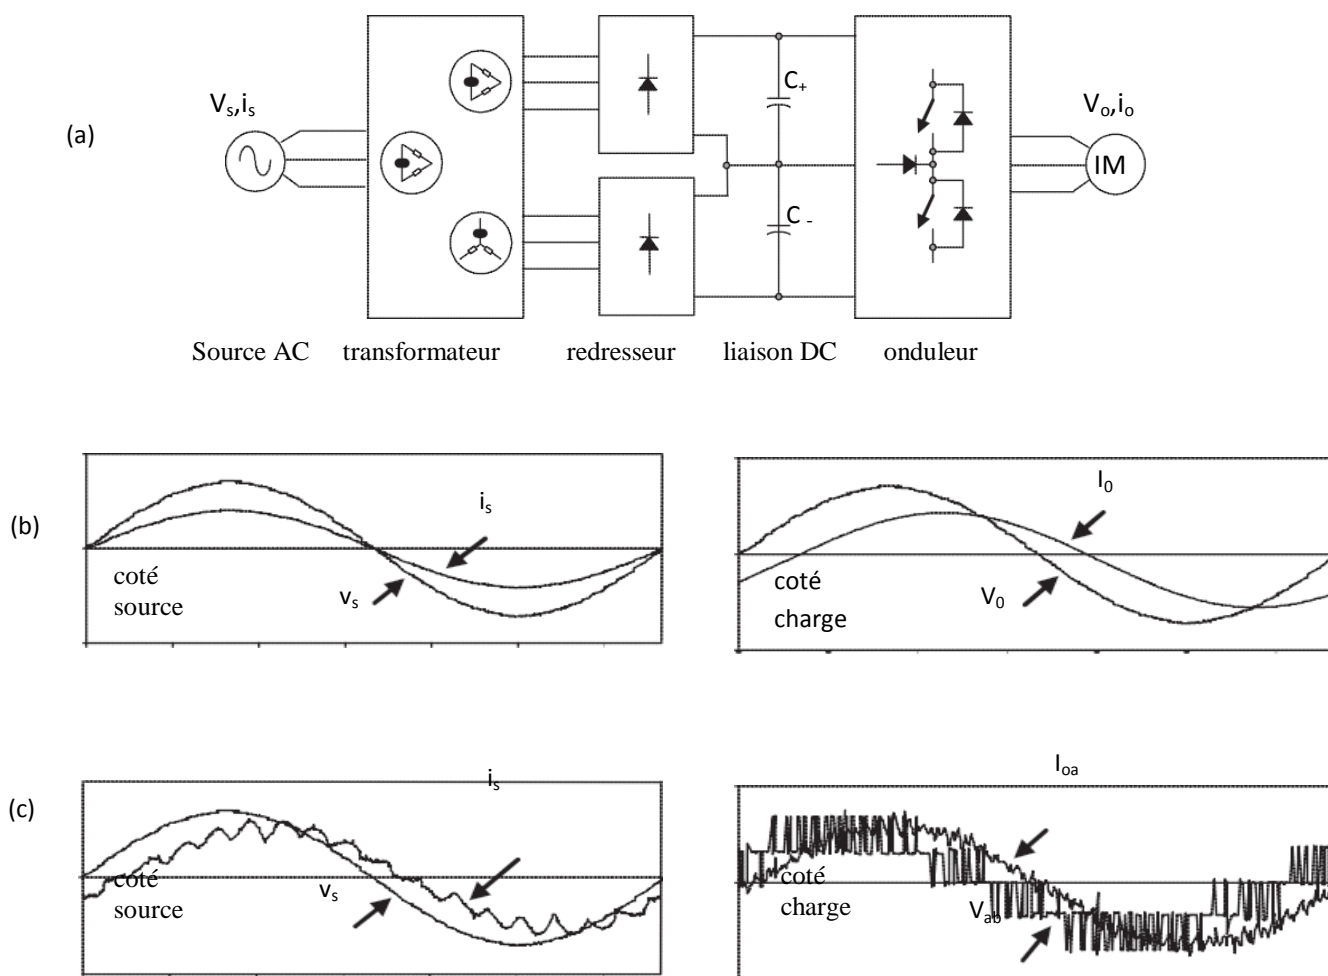 (a)
Vs,is
C+
C -
Vo,io
IM
Source AC transformateur redresseur liaison DC onduleur
(b)
is
coté
source
vs
I0
coté
charge
V0
(c)
is
coté
source
vs
Ioa
coté
charge
Vab